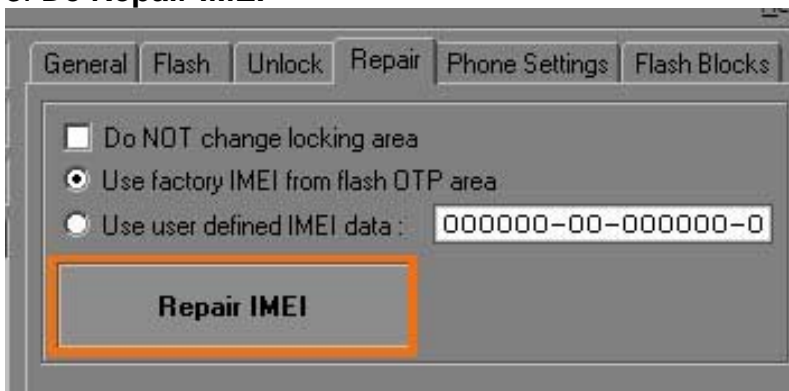 General Flash Unlock Repair Phone Settings Flash Blocks
Do NOT change locking area
Use factory IMEI from flash OTP area
Use user defined IMEI data : 000000-00-000000-0
Repair IMEI